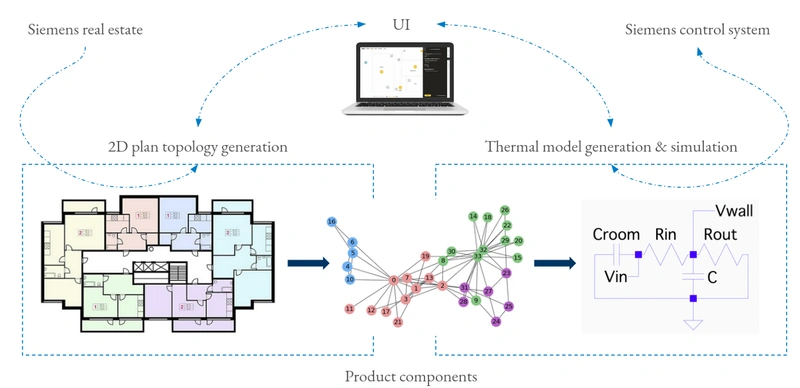 Siemens real estate
UI
Siemens control system
2D plan topology generation
Thermal model generation & simulation
16
6
5
4
10
11
12
17
21
0
7
1
3
13
2
19
30
8
14
18
26
22
29
20
32
33
15
23
31
27
28
9
25
24
Vwall
Croom
Rin
Rout
Vin
C
Product components